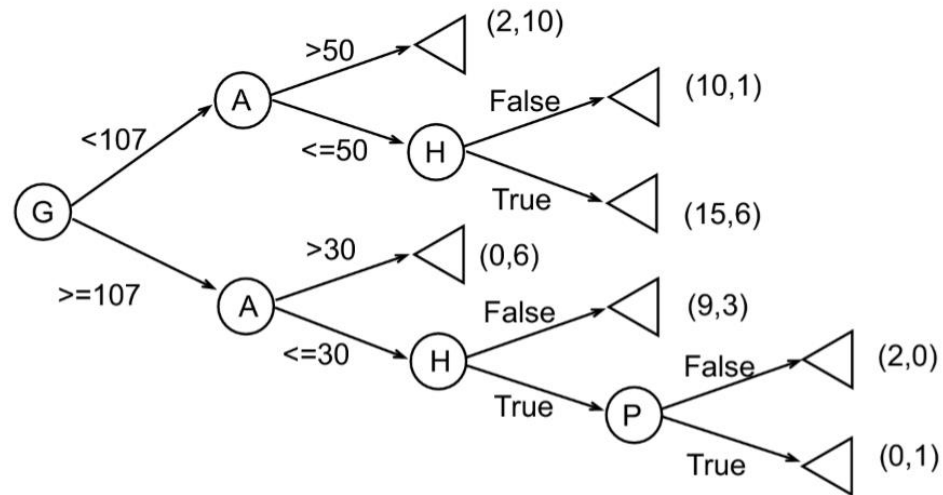 >50
(2,10)
A
False
(10,1)
<107
<=50
H
True
(15,6)
G
>30
(0,6)
>=107
A
False
(9,3)
<=30
H
True
False
(2,0)
P
True
(0,1)